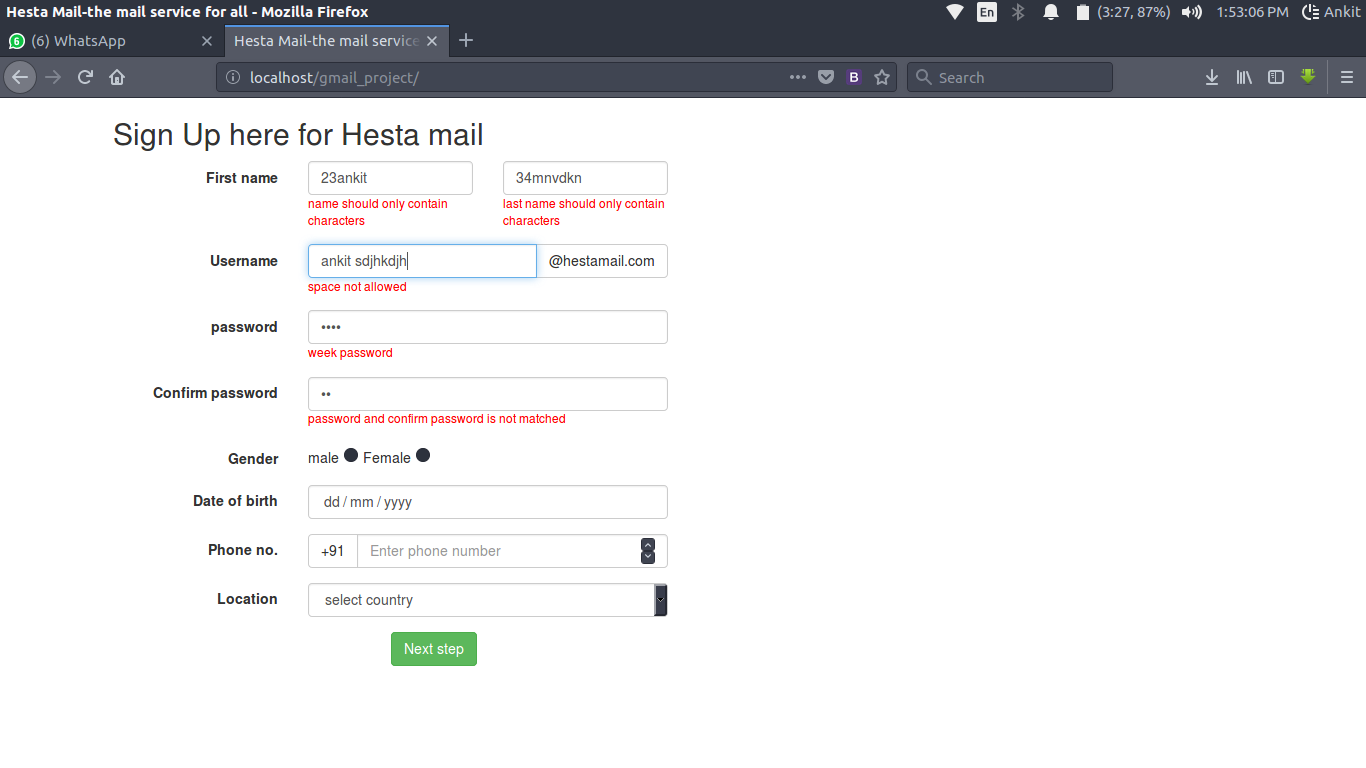 Hesta Mail-the mail service for all - Mozilla Firefox En (3:27, 87%) 1:53:06 PM Ankit
6 (6) WhatsApp Hesta Mail-the mail service
localhost/gmail_project/ B Search
Sign Up here for Hesta mail
First name 23ankit 34mnvdkn
name should only contain characters
last name should only contain characters
Username ankit sdjhkdjh @hestamail.com
space not allowed
password ••••
week password
Confirm password ••
password and confirm password is not matched
Gender male Female
Date of birth dd / mm / yyyy
Phone no. +91 Enter phone number
Location select country
Next step